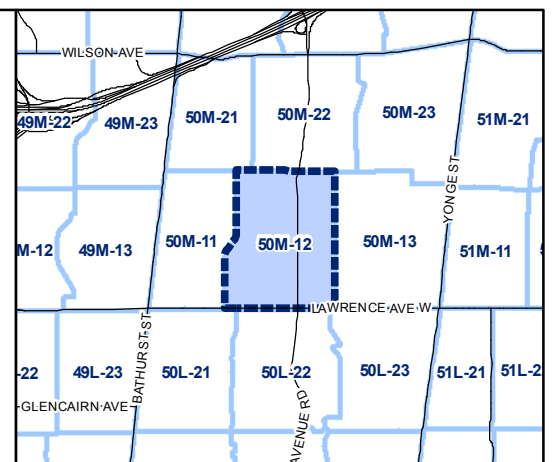 WILSON AVE
49M-22
49M-23
50M-21
50M-22
50M-23
51M-21
YONGE ST
M-12
49M-13
50M-11
50M-12
50M-13
51M-11
LAWRENCE AVE W
BATHURST ST
-22
49L-23
50L-21
50L-22
50L-23
51L-21
51L-2
GLENCAIRN AVE
AVENUE RD